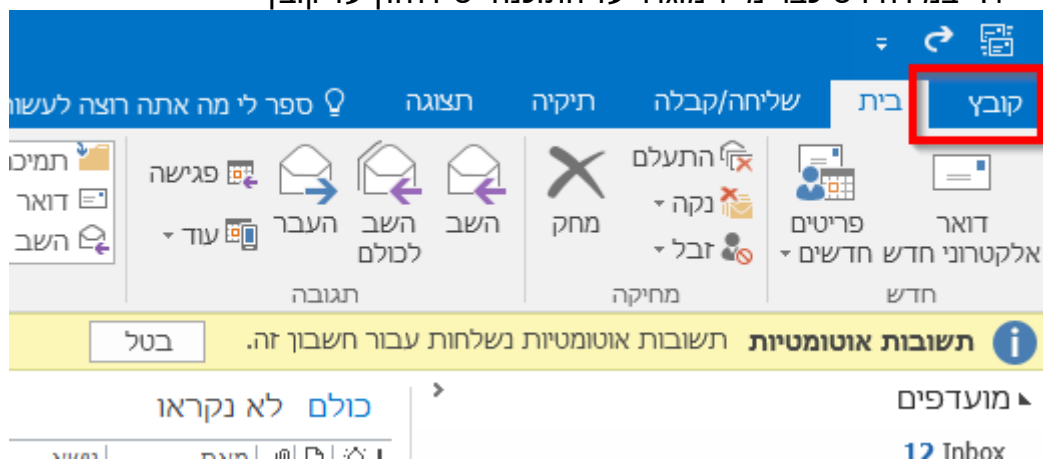 קובץ בית שליחה/קבלה תיקיה תצוגה ספר לי מה אתה רוצה לעשות
דואר אלקטרוני חדש
פריטים חדשים
חדש
התעלם
נקה
זבל
מחק
מחיקה
השב
השב לכולם
העבר
פגישה
עוד
תגובה
דואר
השב
תשובות אוטומטיות תשובות אוטומטיות נשלחות עבור חשבון זה. בטל
מועדפים
12 Inbox
כולם לא נקראו